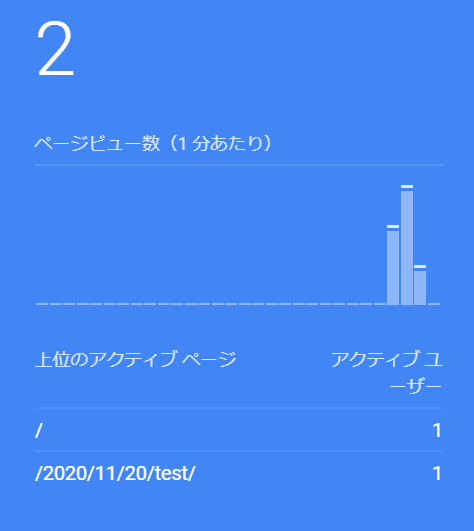 2
ページビュー数（1 分あたり）
上位のアクティブ ページ
アクティブ ユ
ーザー
/
1
/2020/11/20/test/
1